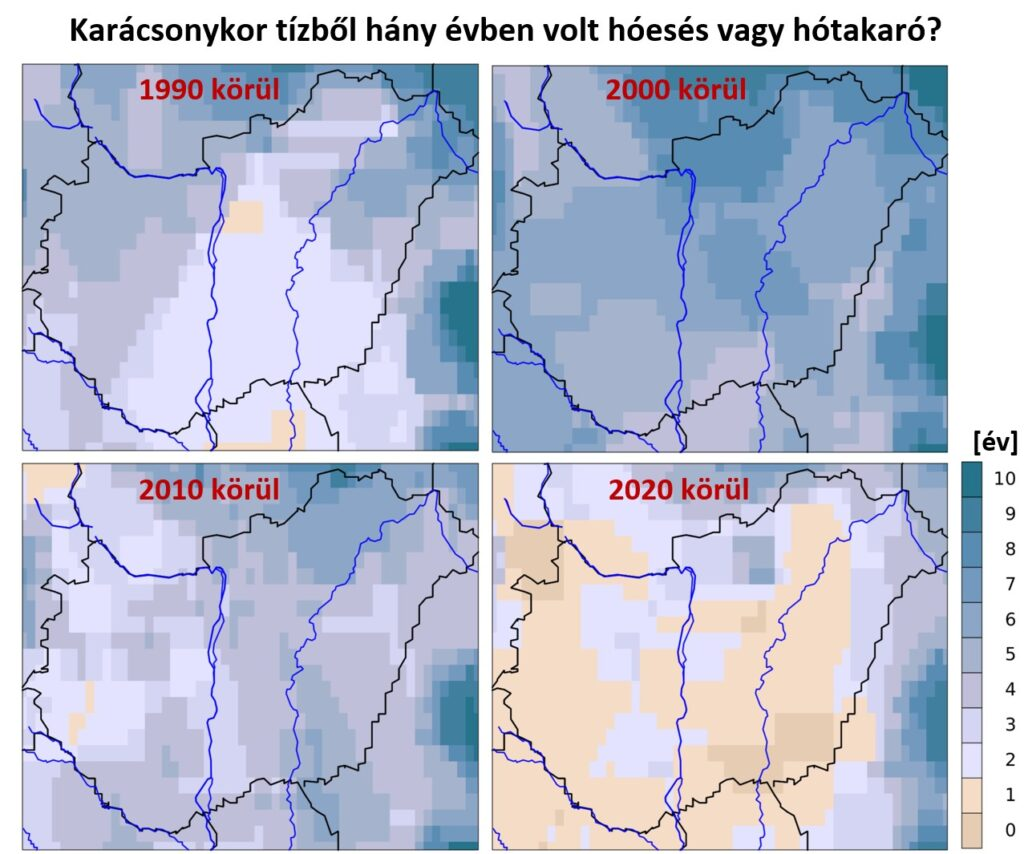 Karácsonykor tízből hány évben volt hóesés vagy hótakaró?
1990 körül
2000 körül
2010 körül
2020 körül
[év]
10
9
8
7
6
5
4
3
2
1
0